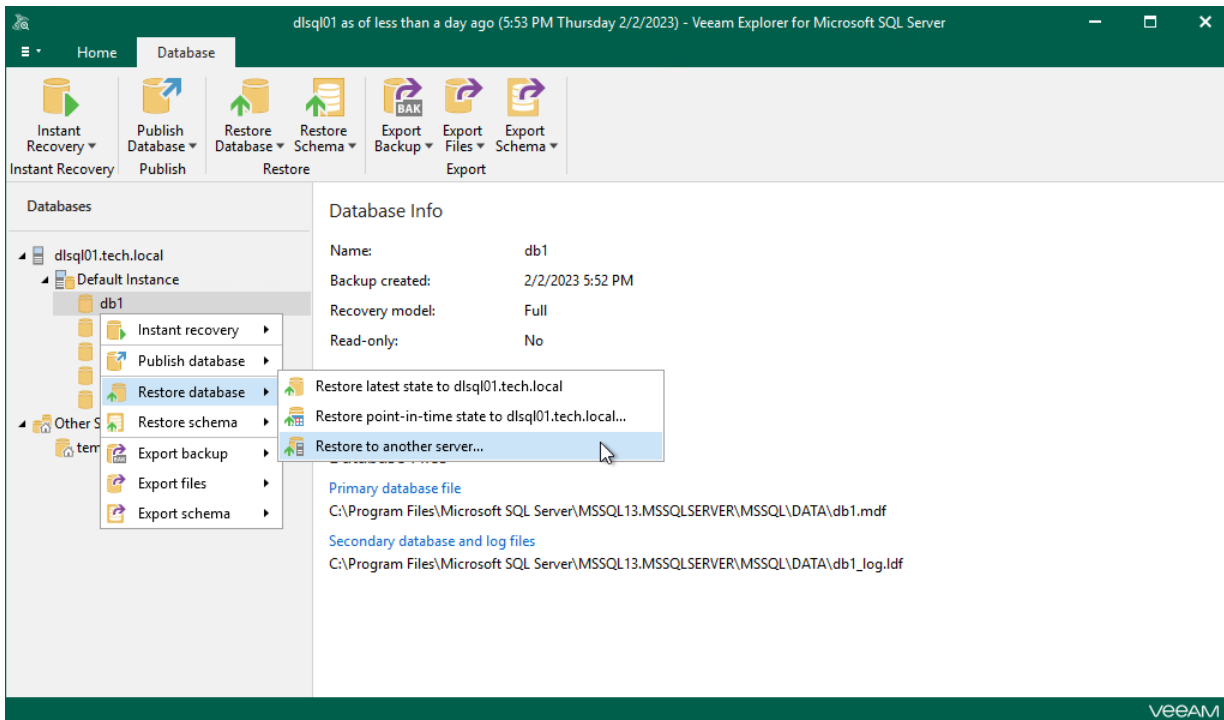 dlsql01 as of less than a day ago (5:53 PM Thursday 2/2/2023) - Veeam Explorer for Microsoft SQL Server
Home Database
Instant Recovery
Publish Database
Restore Database
Restore Schema
BAK
Export Backup
Export Files
Export Schema
Instant Recovery Publish Restore Export
Databases
dlsql01.tech.local
Default Instance
db1
Instant recovery
Publish database
Restore database
Other S
Restore schema
tem
Export backup
Export files
Export schema
Restore latest state to dlsql01.tech.local
Restore point-in-time state to dlsql01.tech.local...
Restore to another server...
Database Info
Name: db1
Backup created: 2/2/2023 5:52 PM
Recovery model: Full
Read-only: No
Primary database file
C:\Program Files\Microsoft SQL Server\MSSQL13.MSSQLSERVER\MSSQL\DATA\db1.mdf
Secondary database and log files
C:\Program Files\Microsoft SQL Server\MSSQL13.MSSQLSERVER\MSSQL\DATA\db1_log.ldf
veeam